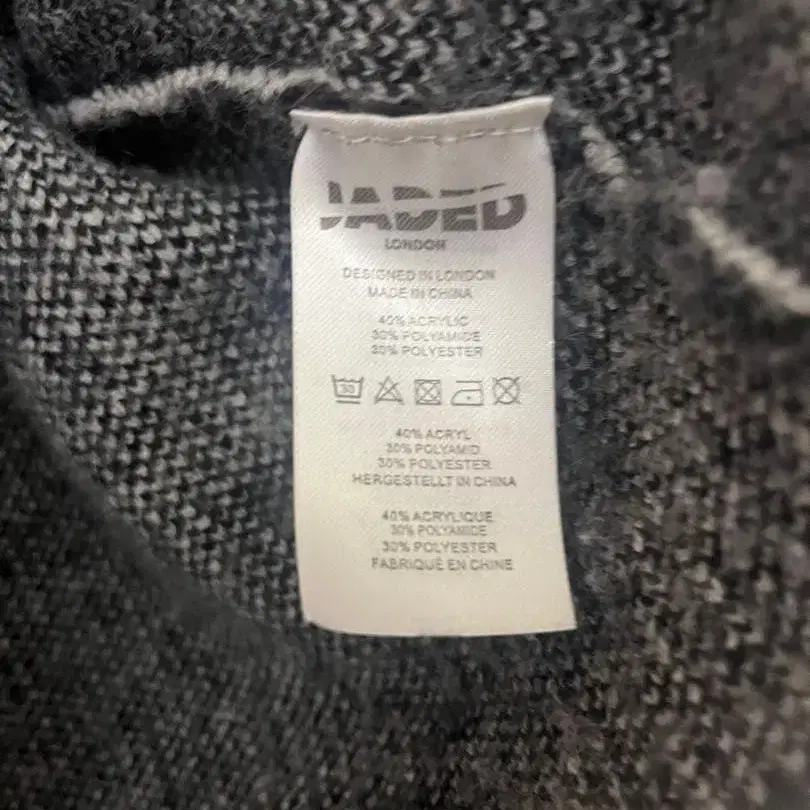 JADED
LONDON
DESIGNED IN LONDON
MADE IN CHINA
40% ACRYLIC
30% POLYAMIDE
30% POLYESTER
30
40% ACRYL
30% POLYAMID
30% POLYESTER
HERGESTELLT IN CHINA
40% ACRYLIQUE
30% POLYAMIDE
30% POLYESTER
FABRIQUÉ EN CHINE